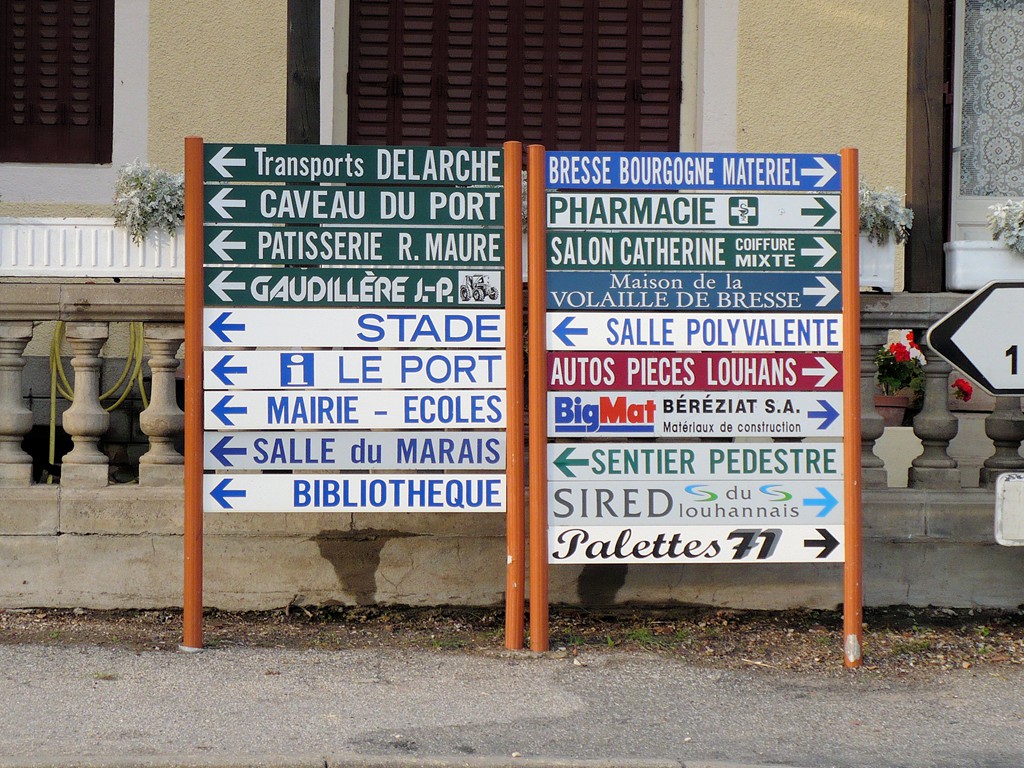 Transports DELARCHE
CAVEAU DU PORT
PATISSERIE R. MAURE
GAUDILLÈRE J.-P.
STADE
i LE PORT
MAIRIE - ECOLES
SALLE du MARAIS
BIBLIOTHEQUE
BRESSE BOURGOGNE MATERIEL
PHARMACIE
SALON CATHERINE COIFFURE
MIXTE
Maison de la
VOLAILLE DE BRESSE
SALLE POLYVALENTE
AUTOS PIECES LOUHANS
BigMat BÉRÉZIAT S.A.
Matériaux de construction
SENTIER PEDESTRE
SIRED du
louhannais
Palettes 71
1